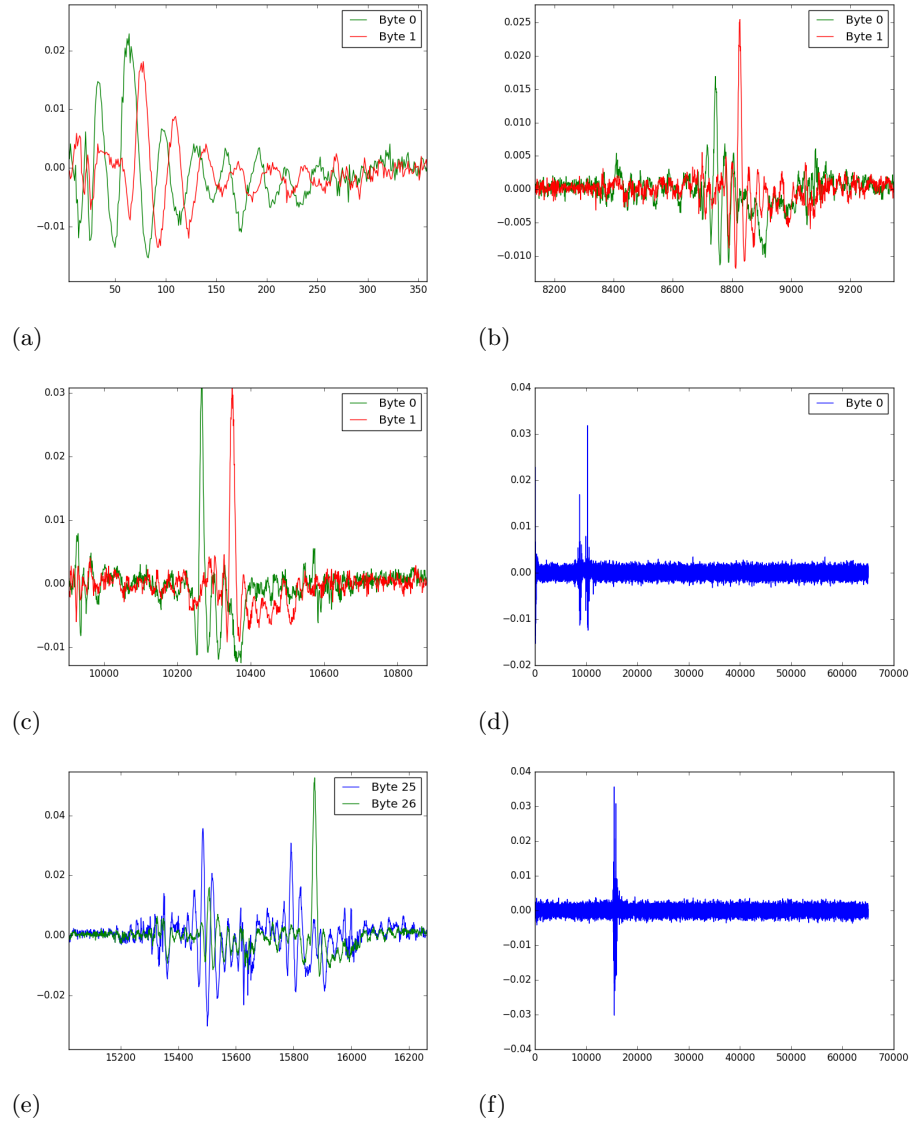 Byte 0
Byte 1
0.02
0.01
0.00
−0.01
50 100 150 200 250 300 350
(a)
Byte 0
Byte 1
0.025
0.020
0.015
0.010
0.005
0.000
−0.005
−0.010
8200 8400 8600 8800 9000 9200
(b)
Byte 0
Byte 1
0.03
0.02
0.01
0.00
−0.01
10000 10200 10400 10600 10800
(c)
Byte 0
0.04
0.03
0.02
0.01
0.00
−0.01
−0.02
0 10000 20000 30000 40000 50000 60000 70000
(d)
Byte 25
Byte 26
0.04
0.02
0.00
−0.02
15200 15400 15600 15800 16000 16200
(e)
0.04
0.03
0.02
0.01
0.00
−0.01
−0.02
−0.03
−0.04
0 10000 20000 30000 40000 50000 60000 70000
(f)